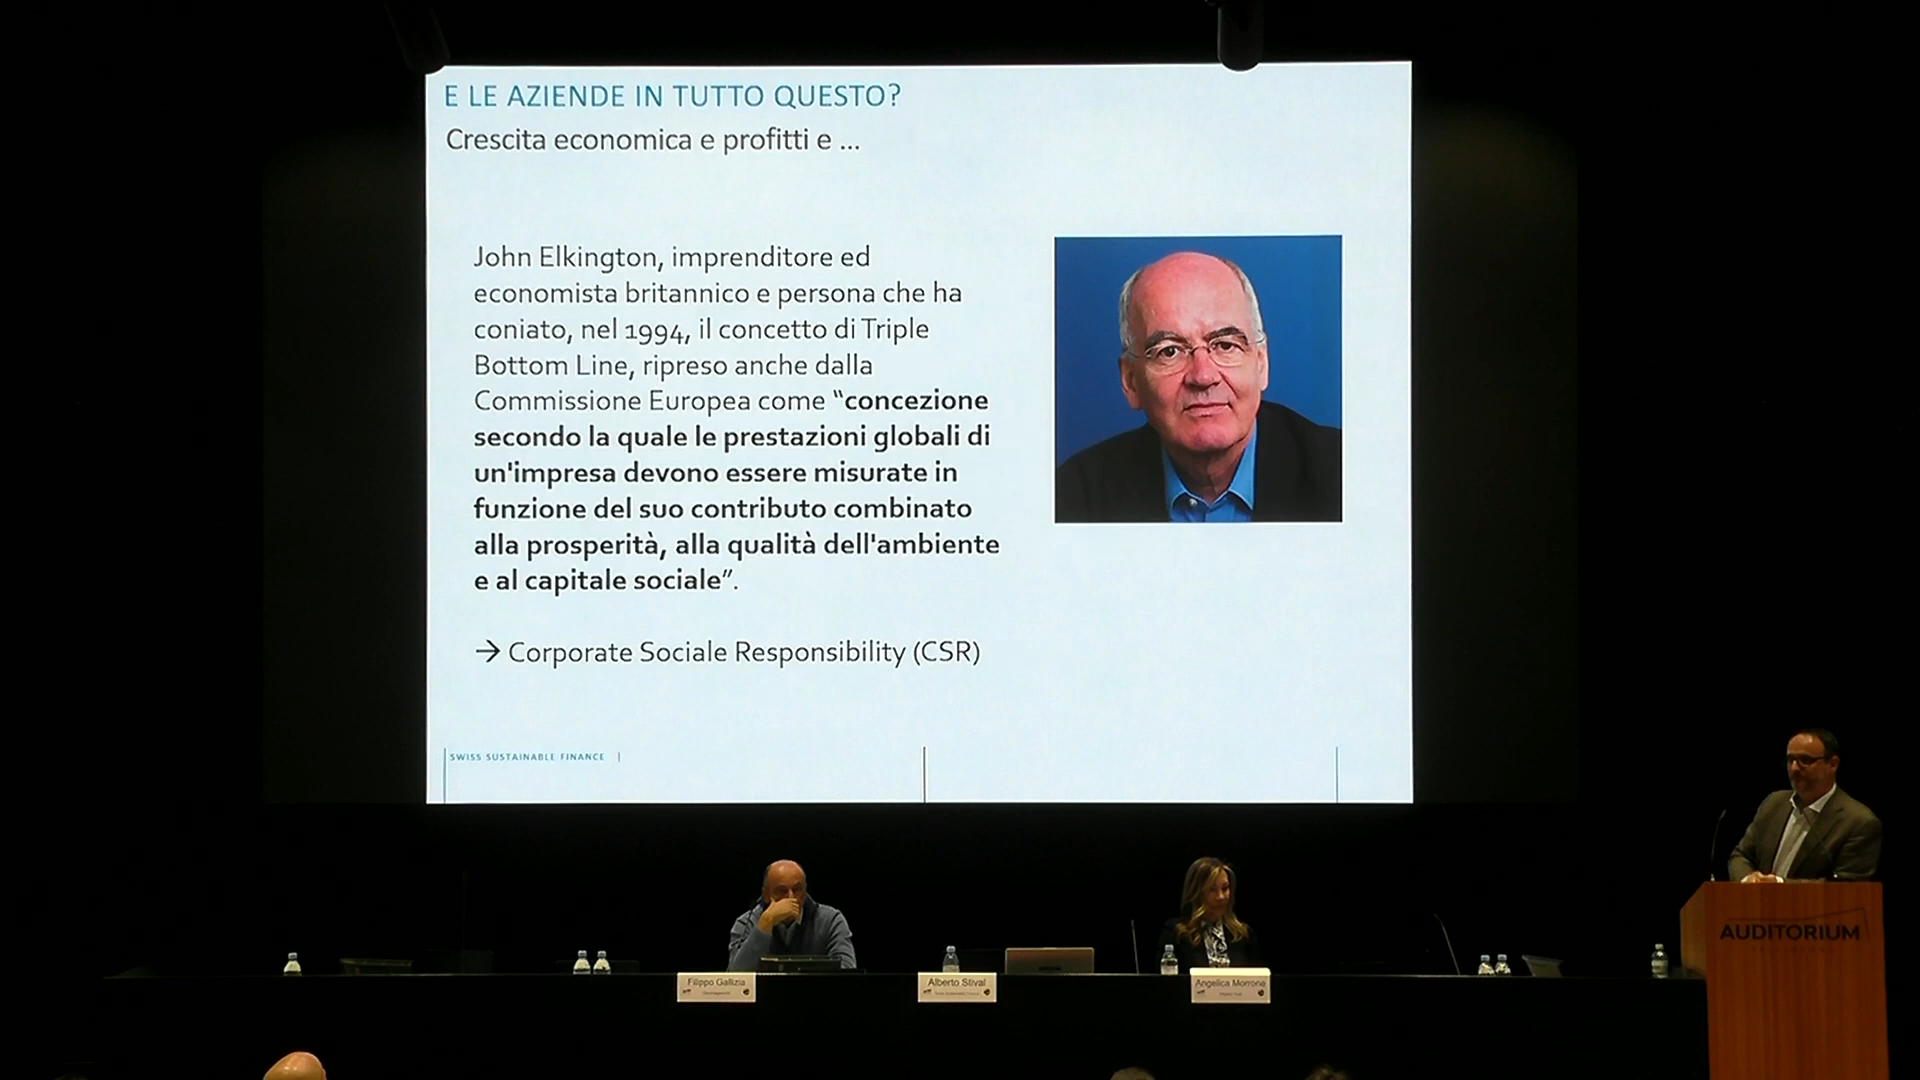 E LE AZIENDE IN TUTTO QUESTO?
Crescita economica e profitti e ...
John Elkington, imprenditore ed
economista britannico e persona che ha
coniato, nel 1994, il concetto di Triple
Bottom Line, ripreso anche dalla
Commissione Europea come “concezione
secondo la quale le prestazioni globali di
un'impresa devono essere misurate in
funzione del suo contributo combinato
alla prosperità, alla qualità dell'ambiente
e al capitale sociale”.
→ Corporate Sociale Responsibility (CSR)
SWISS SUSTAINABLE FINANCE |
Filippo Gallizia
Alberto Stival
Angelica Morrone
AUDITORIUM